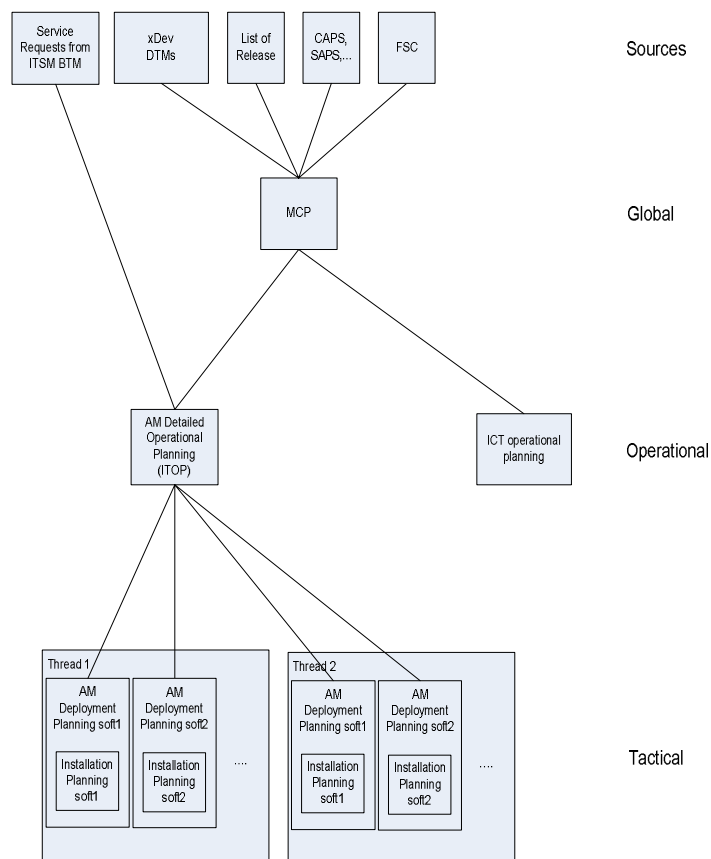 Service
Requests from
ITSM BTM
xDev
DTMs
List of
Release
CAPS,
SAPS,...
FSC
Sources
MCP
Global
AM Detailed
Operational
Planning
(ITOP)
ICT operational
planning
Operational
Thread 1
AM
Deployment
Planning soft1
Installation
Planning
soft1
AM
Deployment
Planning soft2
Installation
Planning
soft2
....
Thread 2
AM
Deployment
Planning soft1
Installation
Planning
soft1
AM
Deployment
Planning soft2
Installation
Planning
soft2
....
Tactical